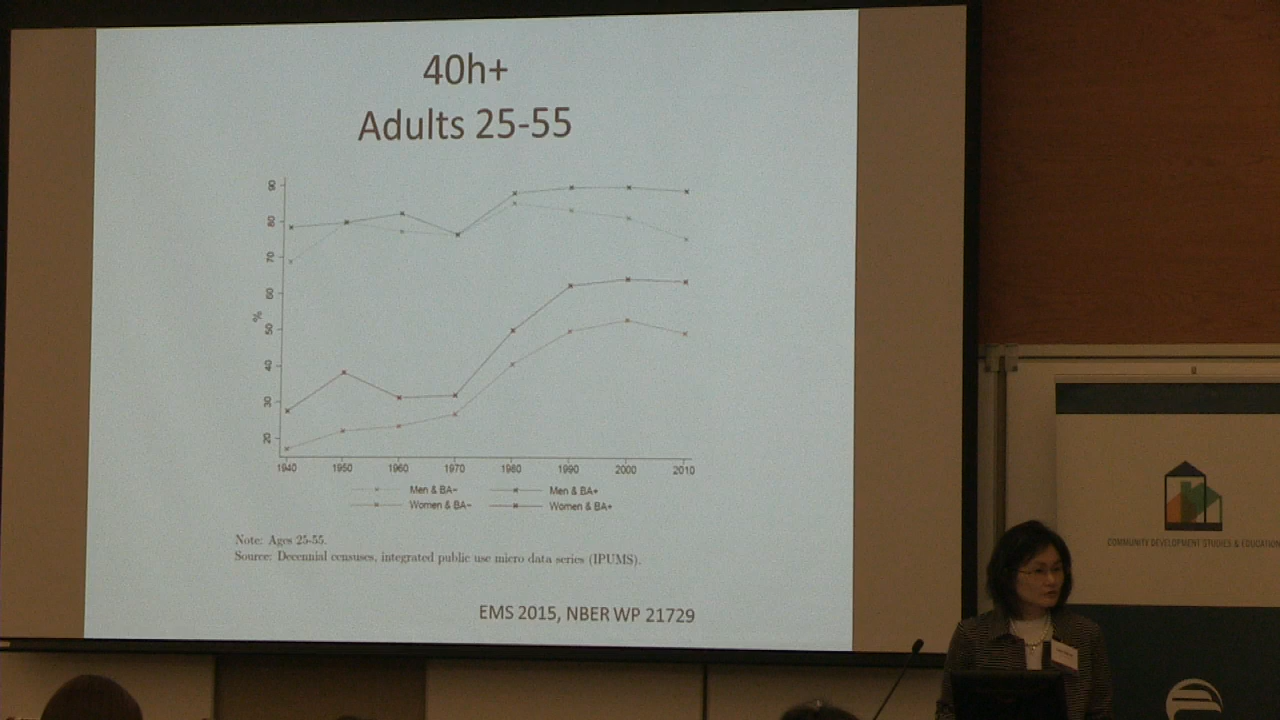 40h+
Adults 25-55
90
80
70
60
50
40
30
20
%
1940 1950 1960 1970 1980 1990 2000 2010
Men & BA− Men & BA+
Women & BA− Women & BA+
Note: Ages 25-55.
Source: Decennial censuses, integrated public use micro data series (IPUMS).
EMS 2015, NBER WP 21729
COMMUNITY DEVELOPMENT STUDIES & EDUCATION